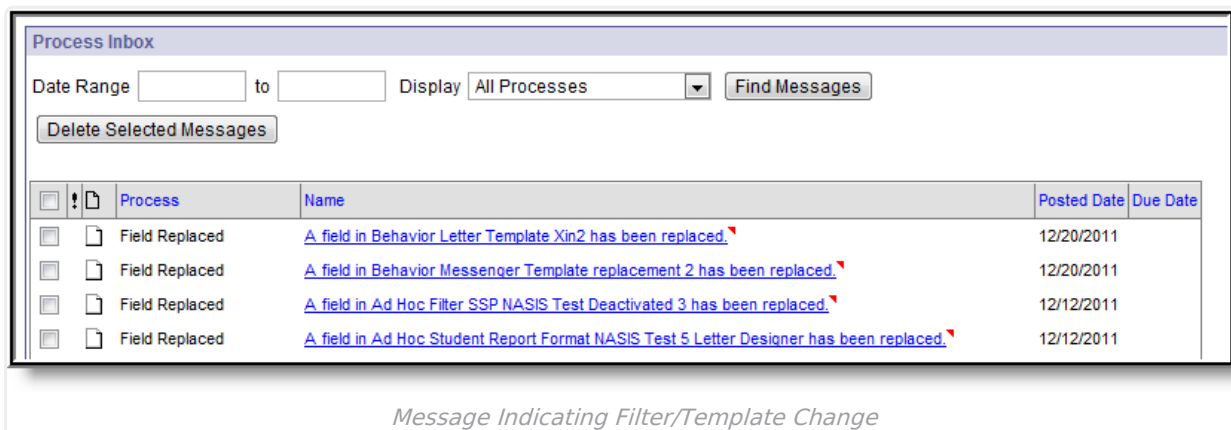 Process Inbox
Date Range to Display All Processes Find Messages
Delete Selected Messages
Process Name Posted Date Due Date
Field Replaced A field in Behavior Letter Template Xin2 has been replaced. 12/20/2011
Field Replaced A field in Behavior Messenger Template replacement 2 has been replaced. 12/20/2011
Field Replaced A field in Ad Hoc Filter SSP NASIS Test Deactivated 3 has been replaced. 12/12/2011
Field Replaced A field in Ad Hoc Student Report Format NASIS Test 5 Letter Designer has been replaced. 12/12/2011
Message Indicating Filter/Template Change